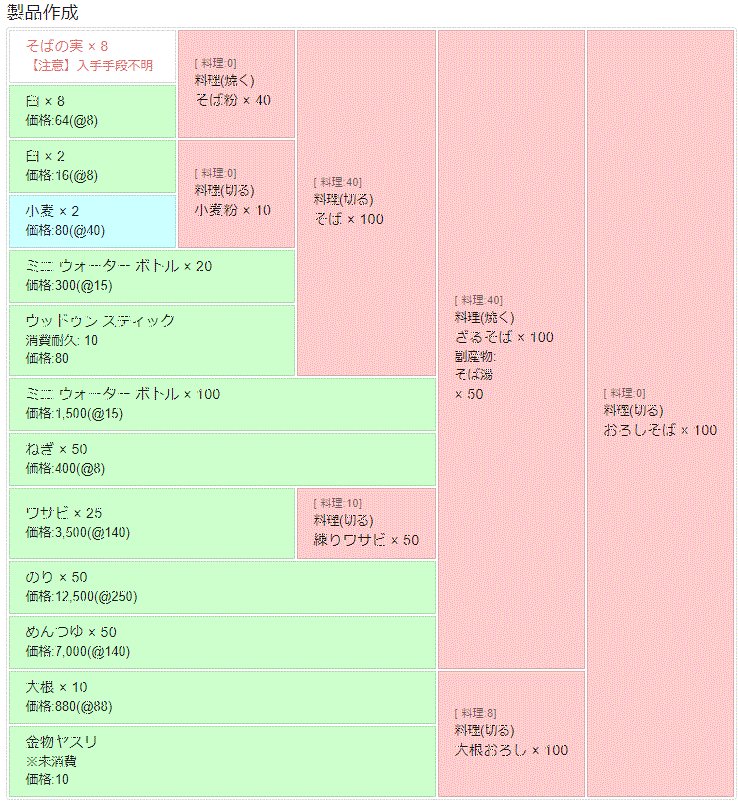 製品作成
そばの実 × 8
【注意】入手手段不明
臼 × 8
価格:64(@8)
[ 料理:0]
料理(焼く)
そば粉 × 40
臼 × 2
価格:16(@8)
小麦 × 2
価格:80(@40)
[ 料理:0]
料理(切る)
小麦粉 × 10
ミニ ウォーター ボトル × 20
価格:300(@15)
ウッドゥン スティック
消費耐久: 10
価格:80
[ 料理:40]
料理(切る)
そば × 100
ミニ ウォーター ボトル × 100
価格:1,500(@15)
ねぎ × 50
価格:400(@8)
ワサビ × 25
価格:3,500(@140)
[ 料理:10]
料理(切る)
練りワサビ × 50
のり × 50
価格:12,500(@250)
めんつゆ × 50
価格:7,000(@140)
[ 料理:40]
料理(焼く)
ざるそば × 100
副産物:
そば湯
× 50
大根 × 10
価格:880(@88)
金物ヤスリ
※未消費
価格:10
[ 料理:8]
料理(切る)
大根おろし × 100
[ 料理:0]
料理(切る)
おろしそば × 100